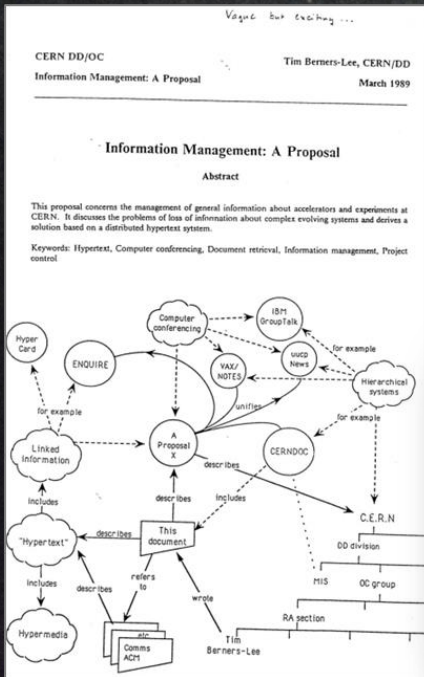 Vague but exciting ...
CERN DD/OC
Tim Berners-Lee, CERN/DD
Information Management: A Proposal
March 1989
Information Management: A Proposal
Abstract
This proposal concerns the management of general information about accelerators and experiments at
CERN. It discusses the problems of loss of information about complex evolving systems and derives a
solution based on a distributed hypertext system.
Keywords: Hypertext, Computer conferencing, Document retrieval, Information management, Project
control
Computer
conferencing
IBM
GroupTalk
Hyper
Card
ENQUIRE
VAX/
NOTES
uucp
News
for example
Hierarchical
systems
for example
unifies
for example
Linked
information
A
Proposal
X
CERNDOC
describes
includes
describes
includes
C.E.R.N
"Hypertext"
describes
This
document
DD division
includes
describes
refers
to
wrote
MIS
OC group
RA section
Hypermedia
etc
Comms
ACM
Tim
Berners-Lee